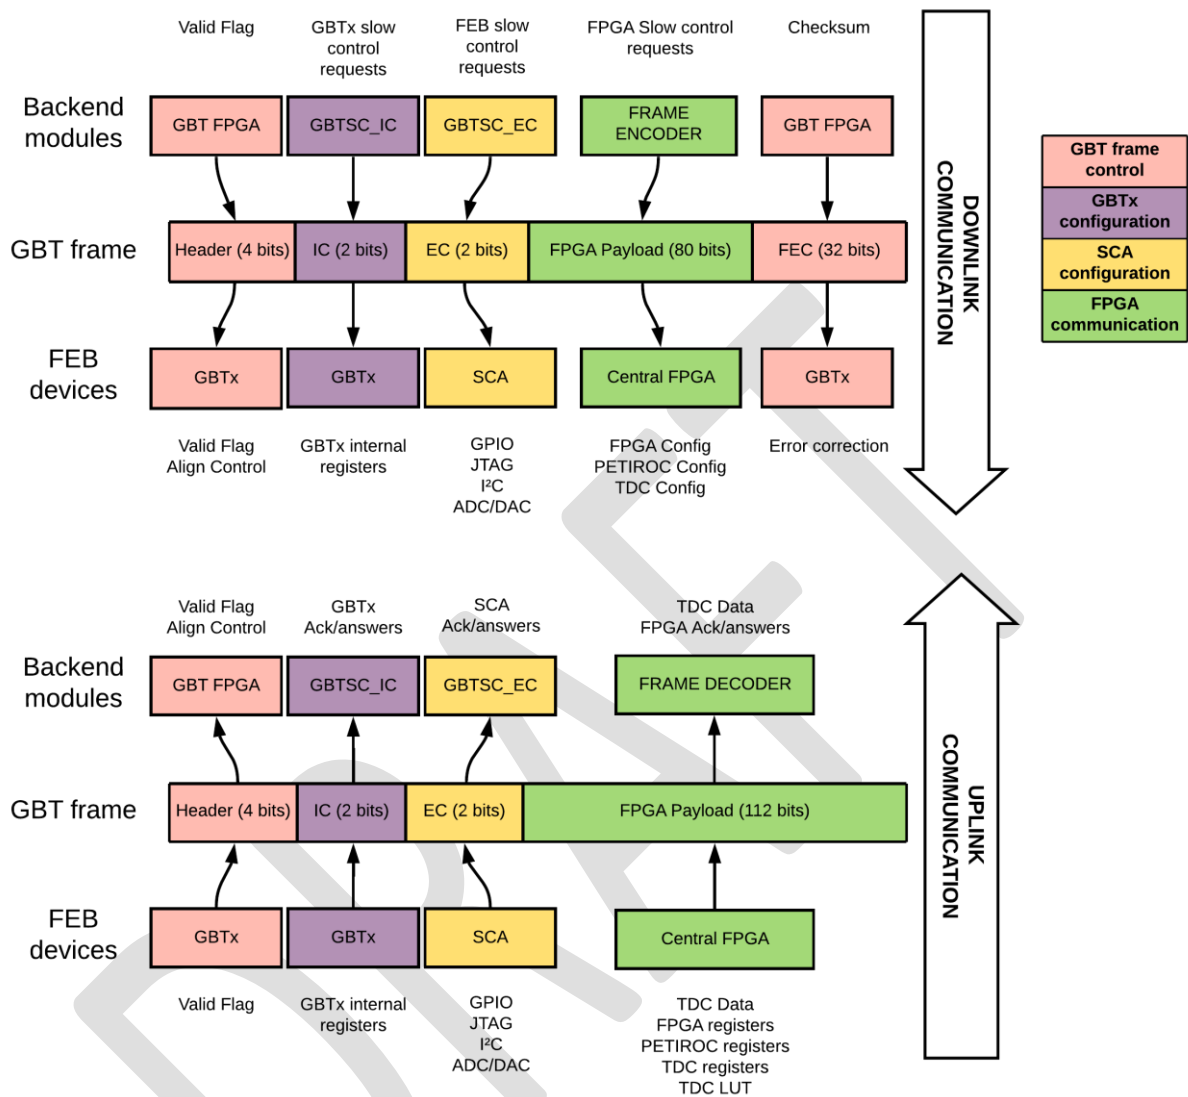 Valid Flag
GBTx slow
control
requests
FEB slow
control
requests
FPGA Slow control
requests
Checksum
Backend
modules
GBT FPGA
GBTSC_IC
GBTSC_EC
FRAME
ENCODER
GBT FPGA
GBT frame
Header (4 bits)
IC (2 bits)
EC (2 bits)
FPGA Payload (80 bits)
FEC (32 bits)
FEB
devices
GBTx
GBTx
SCA
Central FPGA
GBTx
Valid Flag
Align Control
GBTx internal
registers
GPIO
JTAG
I²C
ADC/DAC
FPGA Config
PETIROC Config
TDC Config
Error correction
DOWNLINK
COMMUNICATION
GBT frame
control
GBTx
configuration
SCA
configuration
FPGA
communication
Valid Flag
Align Control
GBTx
Ack/answers
SCA
Ack/answers
TDC Data
FPGA Ack/answers
Backend
modules
GBT FPGA
GBTSC_IC
GBTSC_EC
FRAME DECODER
GBT frame
Header (4 bits)
IC (2 bits)
EC (2 bits)
FPGA Payload (112 bits)
FEB
devices
GBTx
GBTx
SCA
Central FPGA
Valid Flag
GBTx internal
registers
GPIO
JTAG
I²C
ADC/DAC
TDC Data
FPGA registers
PETIROC registers
TDC registers
TDC LUT
UPLINK
COMMUNICATION
DRAFT